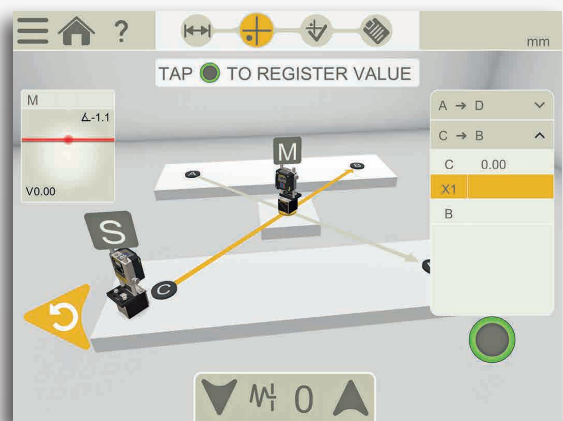 ?
mm
TAP TO REGISTER VALUE
M
∡-1.1
V0.00
A → D
C → B
C 0.00
X1
B
A
M
B
S
C
0